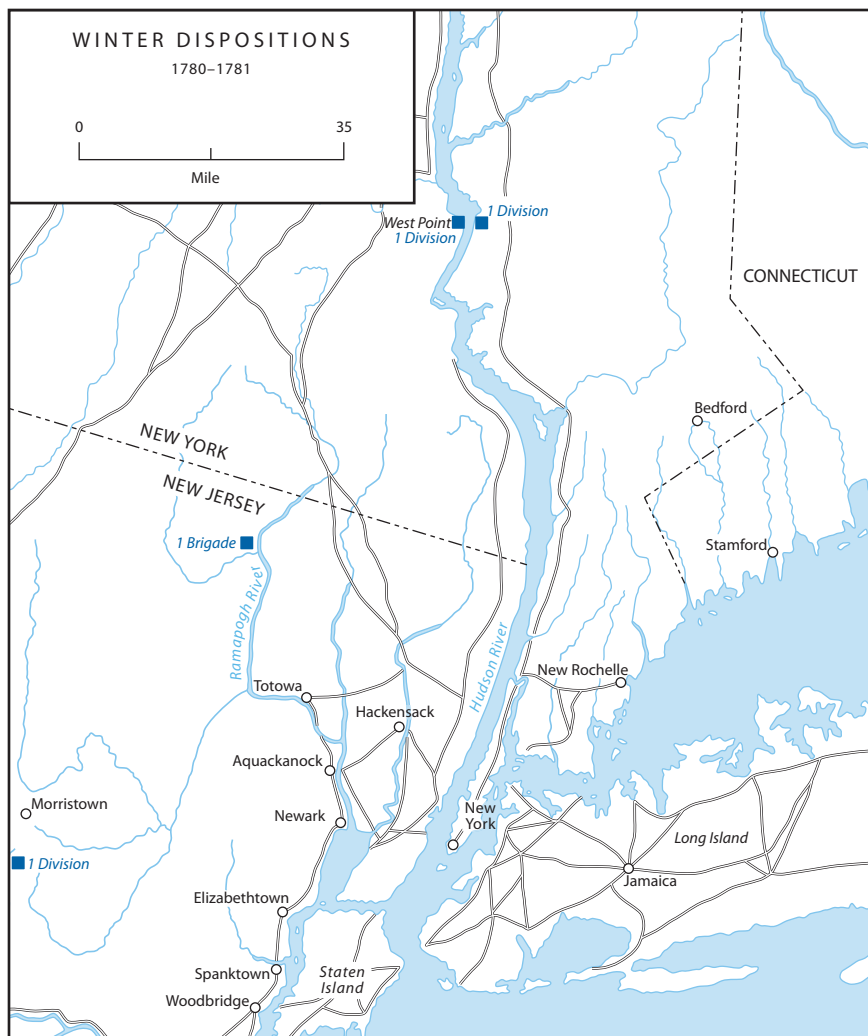 WINTER DISPOSITIONS
1780–1781
0 35
Mile
West Point
1 Division
1 Division
CONNECTICUT
Bedford
NEW YORK
NEW JERSEY
1 Brigade
Stamford
Ramapogh River
Hudson River
New Rochelle
Totowa
Hackensack
Aquackanock
Morristown
Newark
New
York
Long Island
1 Division
Jamaica
Elizabethtown
Spanktown
Staten
Island
Woodbridge